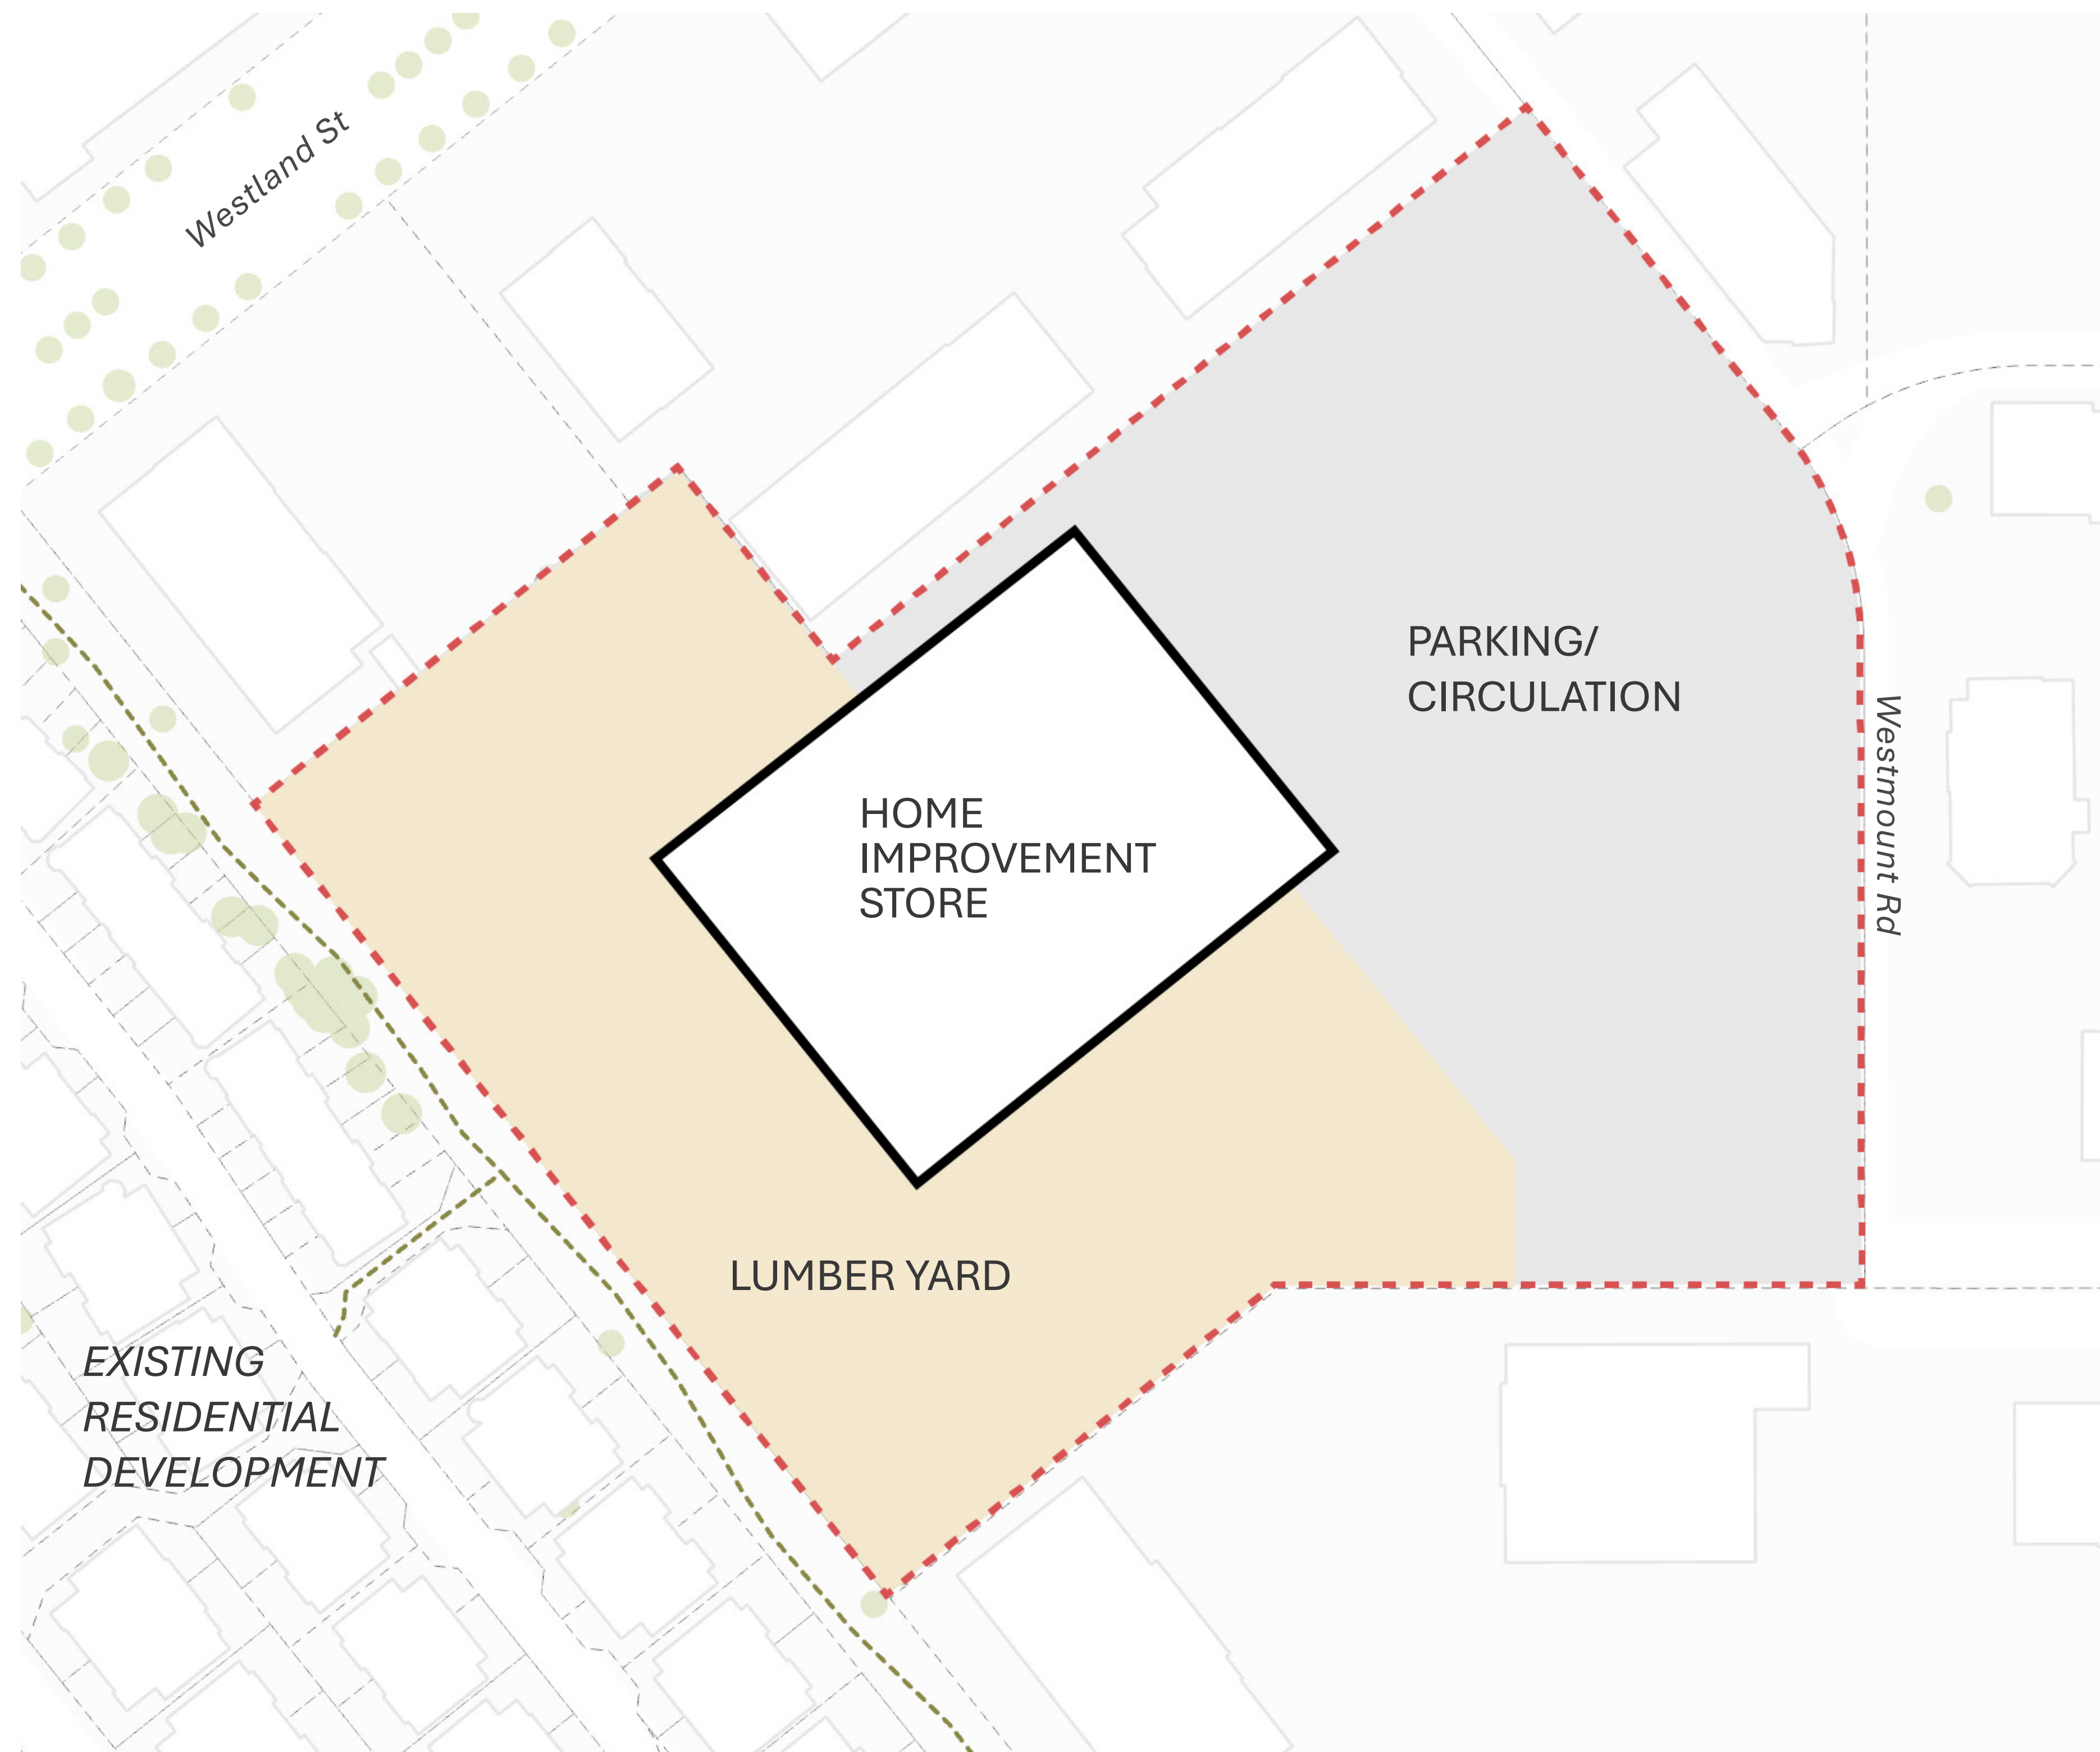 Westland St
PARKING/
CIRCULATION
Westmount Rd
HOME
IMPROVEMENT
STORE
LUMBER YARD
EXISTING
RESIDENTIAL
DEVELOPMENT